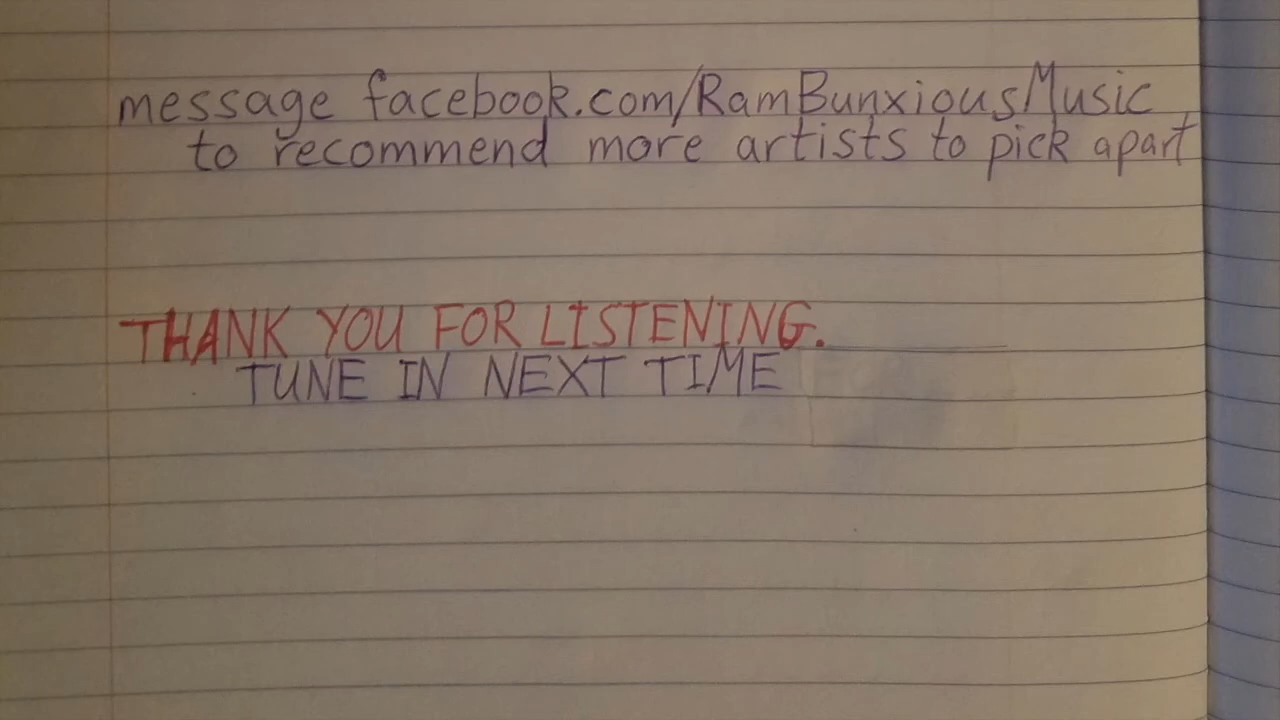 message facebook.com/RamBunxiousMusic
to recommend more artists to pick apart
THANK YOU FOR LISTENING.
TUNE IN NEXT TIME